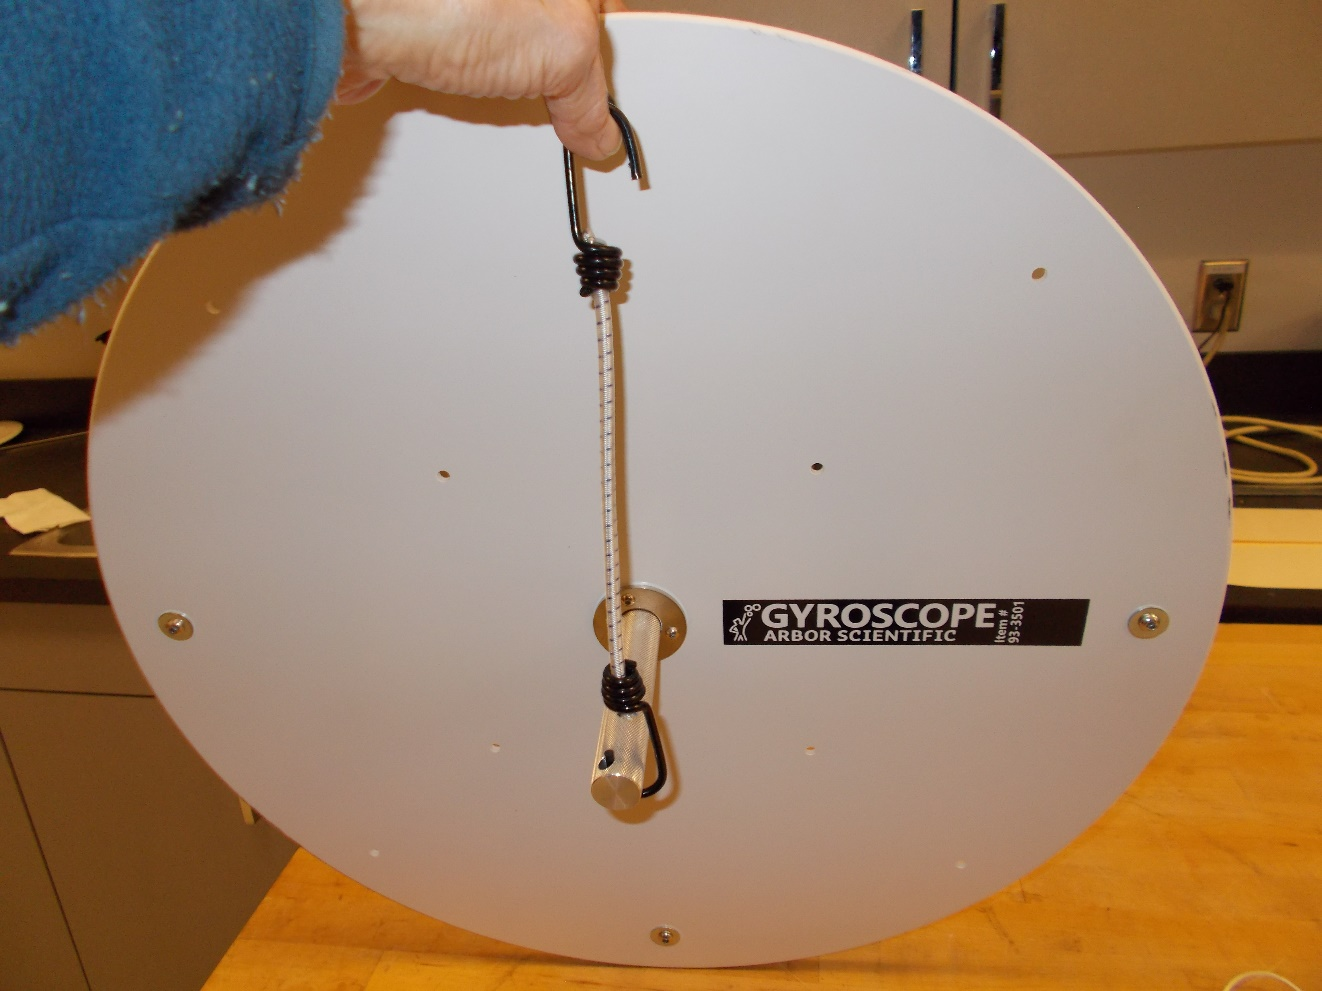 GYROSCOPE
ARBOR SCIENTIFIC
Item #
93-3501